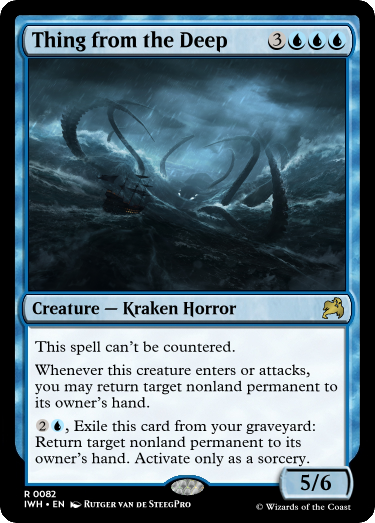 Thing from the Deep 3
Creature — Kraken Horror
This spell can't be countered.
Whenever this creature enters or attacks,
you may return target nonland permanent to
its owner's hand.
2, Exile this card from your graveyard:
Return target nonland permanent to its
owner's hand. Activate only as a sorcery.
5/6
R 0082
IWH • EN Rutger van de SteegPro
© Wizards of the Coast